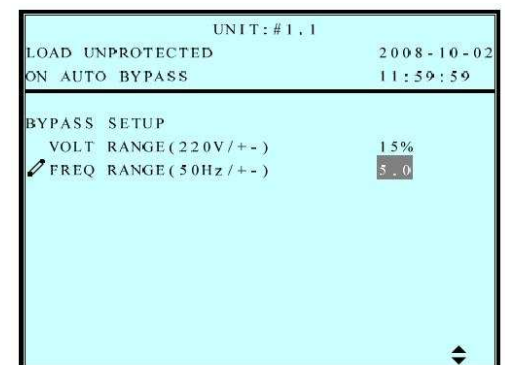 UNIT:#1,1
LOAD UNPROTECTED 2008-10-02
ON AUTO BYPASS 11:59:59
BYPASS SETUP
VOLT RANGE(220V/+-) 15%
FREQ RANGE(50Hz/+-) 5.0